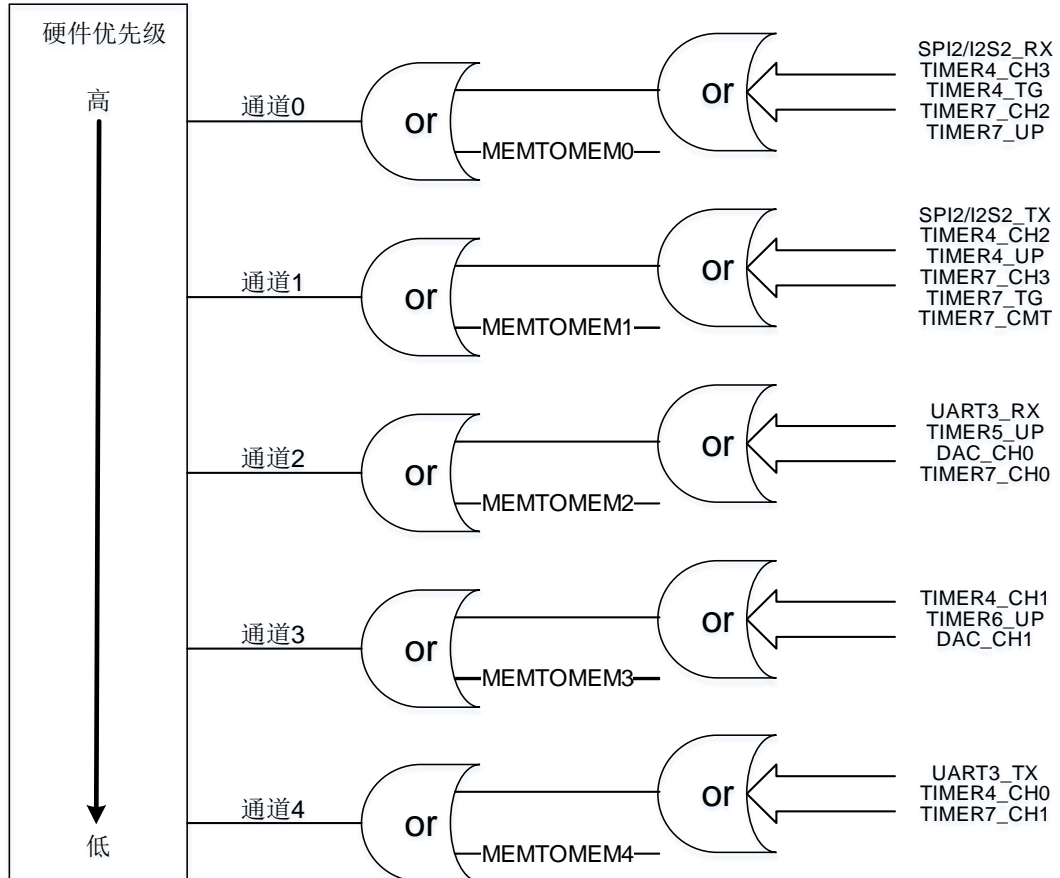 硬件优先级
高
低
通道0
or
MEMTOMEM0
or
SPI2/I2S2_RX
TIMER4_CH3
TIMER4_TG
TIMER7_CH2
TIMER7_UP
通道1
or
MEMTOMEM1
or
SPI2/I2S2_TX
TIMER4_CH2
TIMER4_UP
TIMER7_CH3
TIMER7_TG
TIMER7_CMT
通道2
or
MEMTOMEM2
or
UART3_RX
TIMER5_UP
DAC_CH0
TIMER7_CH0
通道3
or
MEMTOMEM3
or
TIMER4_CH1
TIMER6_UP
DAC_CH1
通道4
or
MEMTOMEM4
or
UART3_TX
TIMER4_CH0
TIMER7_CH1